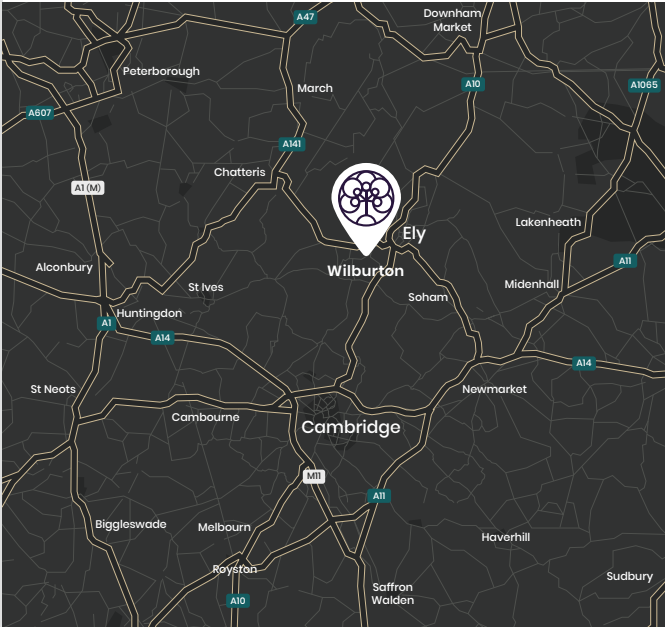 A47
Downham
Market
Peterborough
A10
A1065
March
A607
A141
Chatteris
A1 (M)
Lakenheath
Ely
A11
Alconbury
Wilburton
St Ives
Midenhall
Soham
Huntingdon
A1
A14
A14
St Neots
Newmarket
Cambourne
Cambridge
M11
A11
Biggleswade
Melbourn
Haverhill
Royston
Sudbury
Saffron
Walden
A10